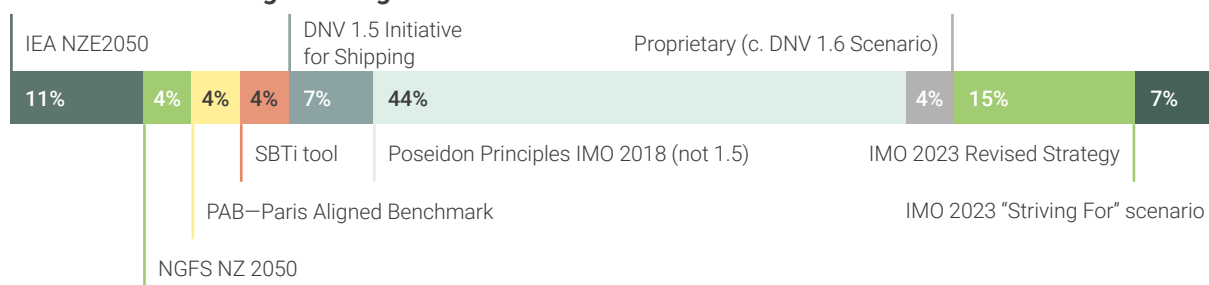 IEA NZE2050
DNV 1.5 Initiative
for Shipping
Proprietary (c. DNV 1.6 Scenario)
11%
4%
4%
4%
7%
44%
4%
15%
7%
SBTi tool
Poseidon Principles IMO 2018 (not 1.5)
IMO 2023 Revised Strategy
PAB—Paris Aligned Benchmark
IMO 2023 “Striving For” scenario
NGFS NZ 2050